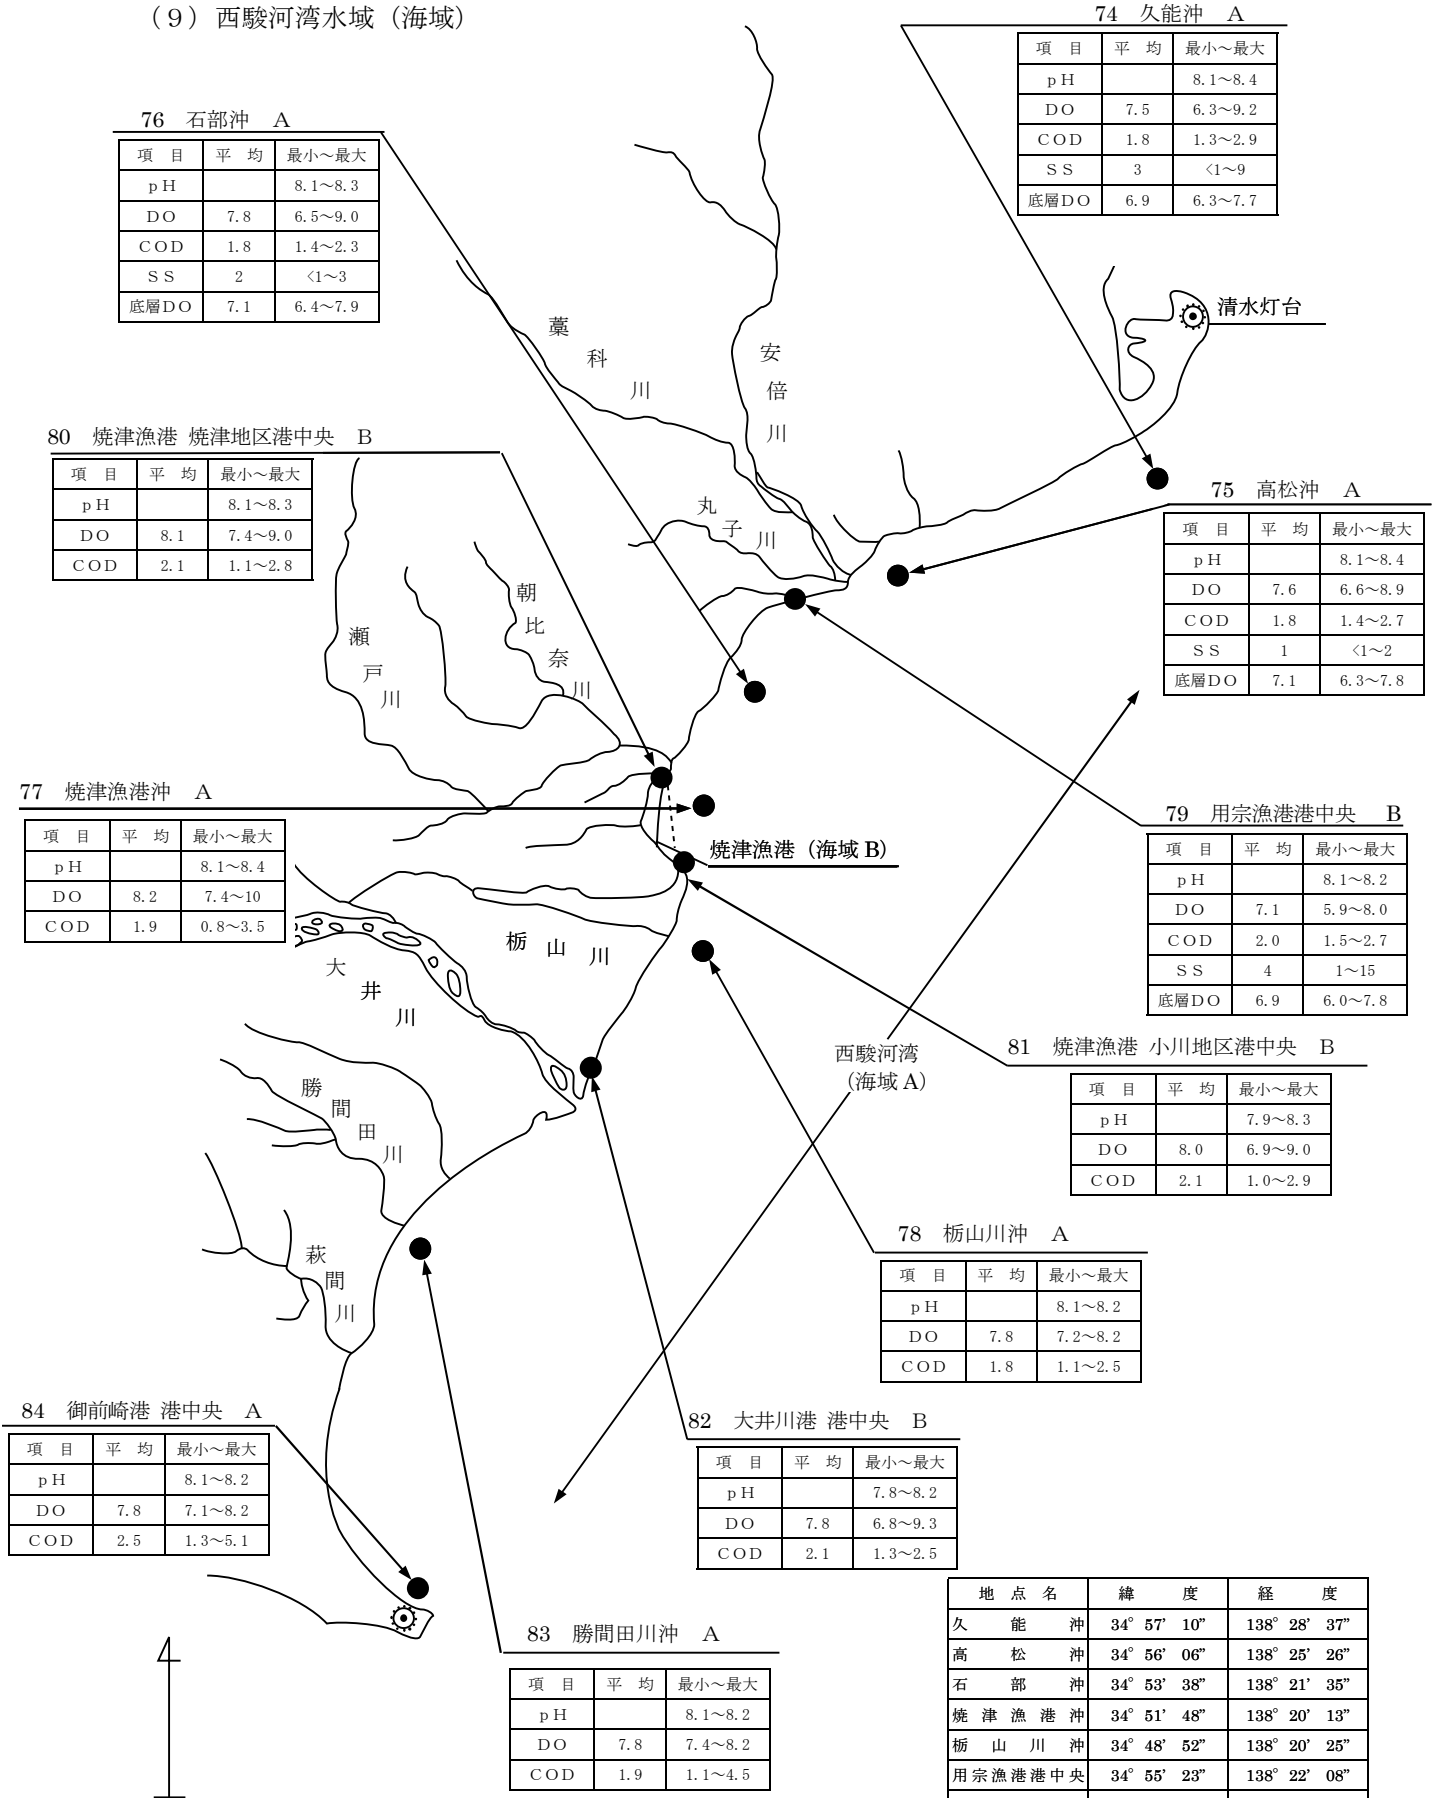 （９）西駿河湾水域（海域）
74 久能沖 A
項 目 平 均 最小～最大
ｐH 8.1～8.4
DO 7.5 6.3～9.2
COD 1.8 1.3～2.9
SS 3 <1～9
底層DO 6.9 6.3～7.7
76 石部沖 A
項 目 平 均 最小～最大
ｐH 8.1～8.3
DO 7.8 6.5～9.0
COD 1.8 1.4～2.3
SS 2 <1～3
底層DO 7.1 6.4～7.9
清水灯台
藁科川
安倍川
80 焼津漁港 焼津地区港中央 B
項 目 平 均 最小～最大
ｐH 8.1～8.3
DO 8.1 7.4～9.0
COD 2.1 1.1～2.8
丸子川
75 高松沖 A
項 目 平 均 最小～最大
ｐH 8.1～8.4
DO 7.6 6.6～8.9
COD 1.8 1.4～2.7
SS 1 <1～2
底層DO 7.1 6.3～7.8
朝比奈川
瀬戸川
77 焼津漁港沖 A
項 目 平 均 最小～最大
ｐH 8.1～8.4
DO 8.2 7.4～10
COD 1.9 0.8～3.5
焼津漁港（海域 B）
79 用宗漁港港中央 B
項 目 平 均 最小～最大
ｐH 8.1～8.2
DO 7.1 5.9～8.0
COD 2.0 1.5～2.7
SS 4 1～15
底層DO 6.9 6.0～7.8
栃山川
大井川
西駿河湾
（海域 A）
81 焼津漁港 小川地区港中央 B
項 目 平 均 最小～最大
ｐH 7.9～8.3
DO 8.0 6.9～9.0
COD 2.1 1.0～2.9
勝間田川
萩間川
78 栃山川沖 A
項 目 平 均 最小～最大
ｐH 8.1～8.2
DO 7.8 7.2～8.2
COD 1.8 1.1～2.5
84 御前崎港 港中央 A
項 目 平 均 最小～最大
ｐH 8.1～8.2
DO 7.8 7.1～8.2
COD 2.5 1.3～5.1
82 大井川港 港中央 B
項 目 平 均 最小～最大
ｐH 7.8～8.2
DO 7.8 6.8～9.3
COD 2.1 1.3～2.5
83 勝間田川沖 A
項 目 平 均 最小～最大
ｐH 8.1～8.2
DO 7.8 7.4～8.2
COD 1.9 1.1～4.5
地 点 名 緯 度 経 度
久 能 沖 34° 57’ 10” 138° 28’ 37”
高 松 沖 34° 56’ 06” 138° 25’ 26”
石 部 沖 34° 53’ 38” 138° 21’ 35”
焼 津 漁 港 沖 34° 51’ 48” 138° 20’ 13”
栃 山 川 沖 34° 48’ 52” 138° 20’ 25”
用宗漁港港中央 34° 55’ 23” 138° 22’ 08”